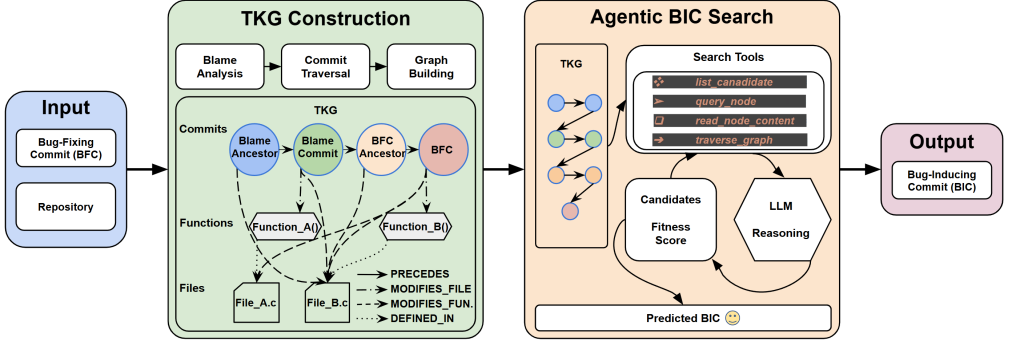 TKG Construction
Agentic BIC Search
Input
Bug-Fixing
Commit (BFC)
Repository
Blame
Analysis
Commit
Traversal
Graph
Building
TKG
Commits
Blame
Ancestor
Blame
Commit
BFC
Ancestor
BFC
Functions
Function_A()
Function_B()
Files
File_A.c
File_B.c
PRECEDES
MODIFIES_FILE
MODIFIES_FUN.
DEFINED_IN
TKG
Search Tools
list_canadidate
query_node
read_node_content
traverse_graph
Candidates
Fitness
Score
LLM
Reasoning
Predicted BIC
Output
Bug-Inducing
Commit (BIC)